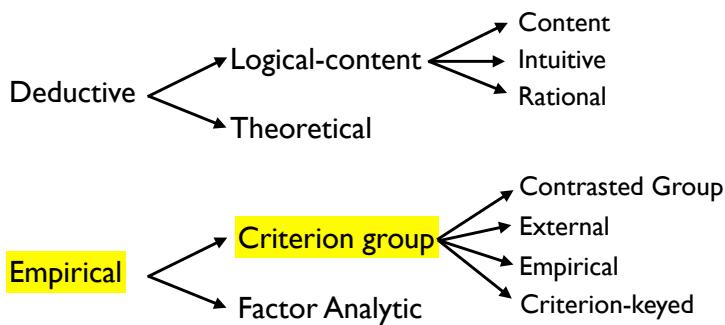 Deductive
Logical-content
Theoretical
Content
Intuitive
Rational
Empirical
Criterion group
Factor Analytic
Contrasted Group
External
Empirical
Criterion-keyed